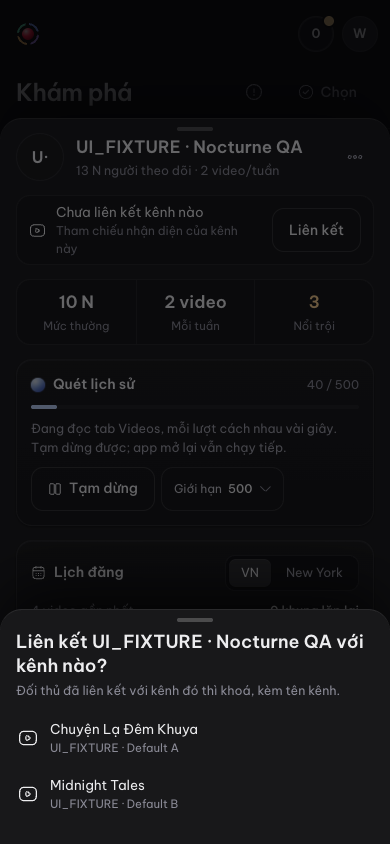 0
W
Khám phá
Chọn
U·
UI_FIXTURE · Nocturne QA
13 N người theo dõi · 2 video/tuần
Chưa liên kết kênh nào
Tham chiếu nhận diện của kênh
này
Liên kết
10 N
2 video
3
Mức thường
Mỗi tuần
Nổi trội
Quét lịch sử
40 / 500
Đang đọc tab Videos, mỗi lượt cách nhau vài giây.
Tạm dừng được; app mở lại vẫn chạy tiếp.
Tạm dừng
Giới hạn 500
Lịch đăng
VN
New York
Liên kết UI_FIXTURE · Nocturne QA với
kênh nào?
Đối thủ đã liên kết với kênh đó thì khoá, kèm tên kênh.
Chuyện Lạ Đêm Khuya
UI_FIXTURE · Default A
Midnight Tales
UI_FIXTURE · Default B